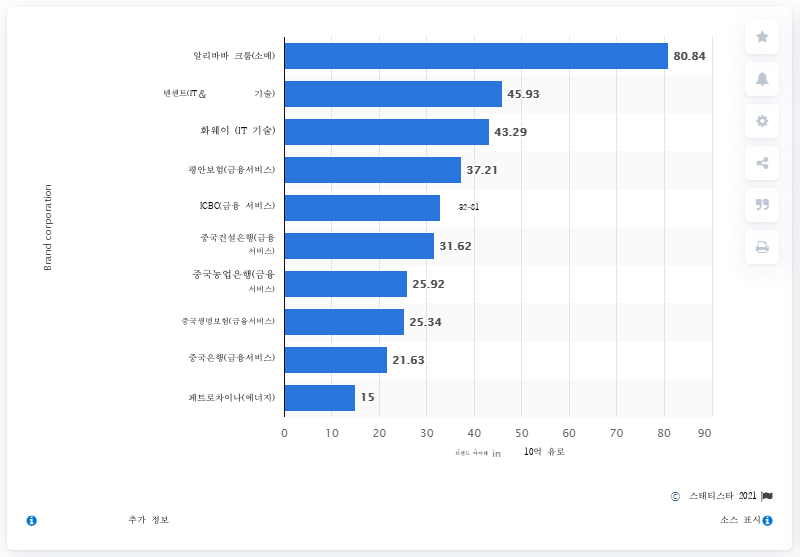 알리바바 크룹(소매)
80.84
텐센트(IT & 기술)
45.93
화웨이 (IT 기술)
43.29
평안보험(금융서비스)
37.21
ICBC(금융 서비스)
중국건설은행(금융
서비스)
31.62
중국농업은행(금융
서비스)
25.92
중국생명보험(금융서비스)
25.34
중국은행(금융서비스)
21.63
페트로차이나(에너지)
15
Brand corporation
0 10 20 30 40 50 60 70 80 90
in 10억 유로
© 스태티스타 2021
추가 정보
소스 표시